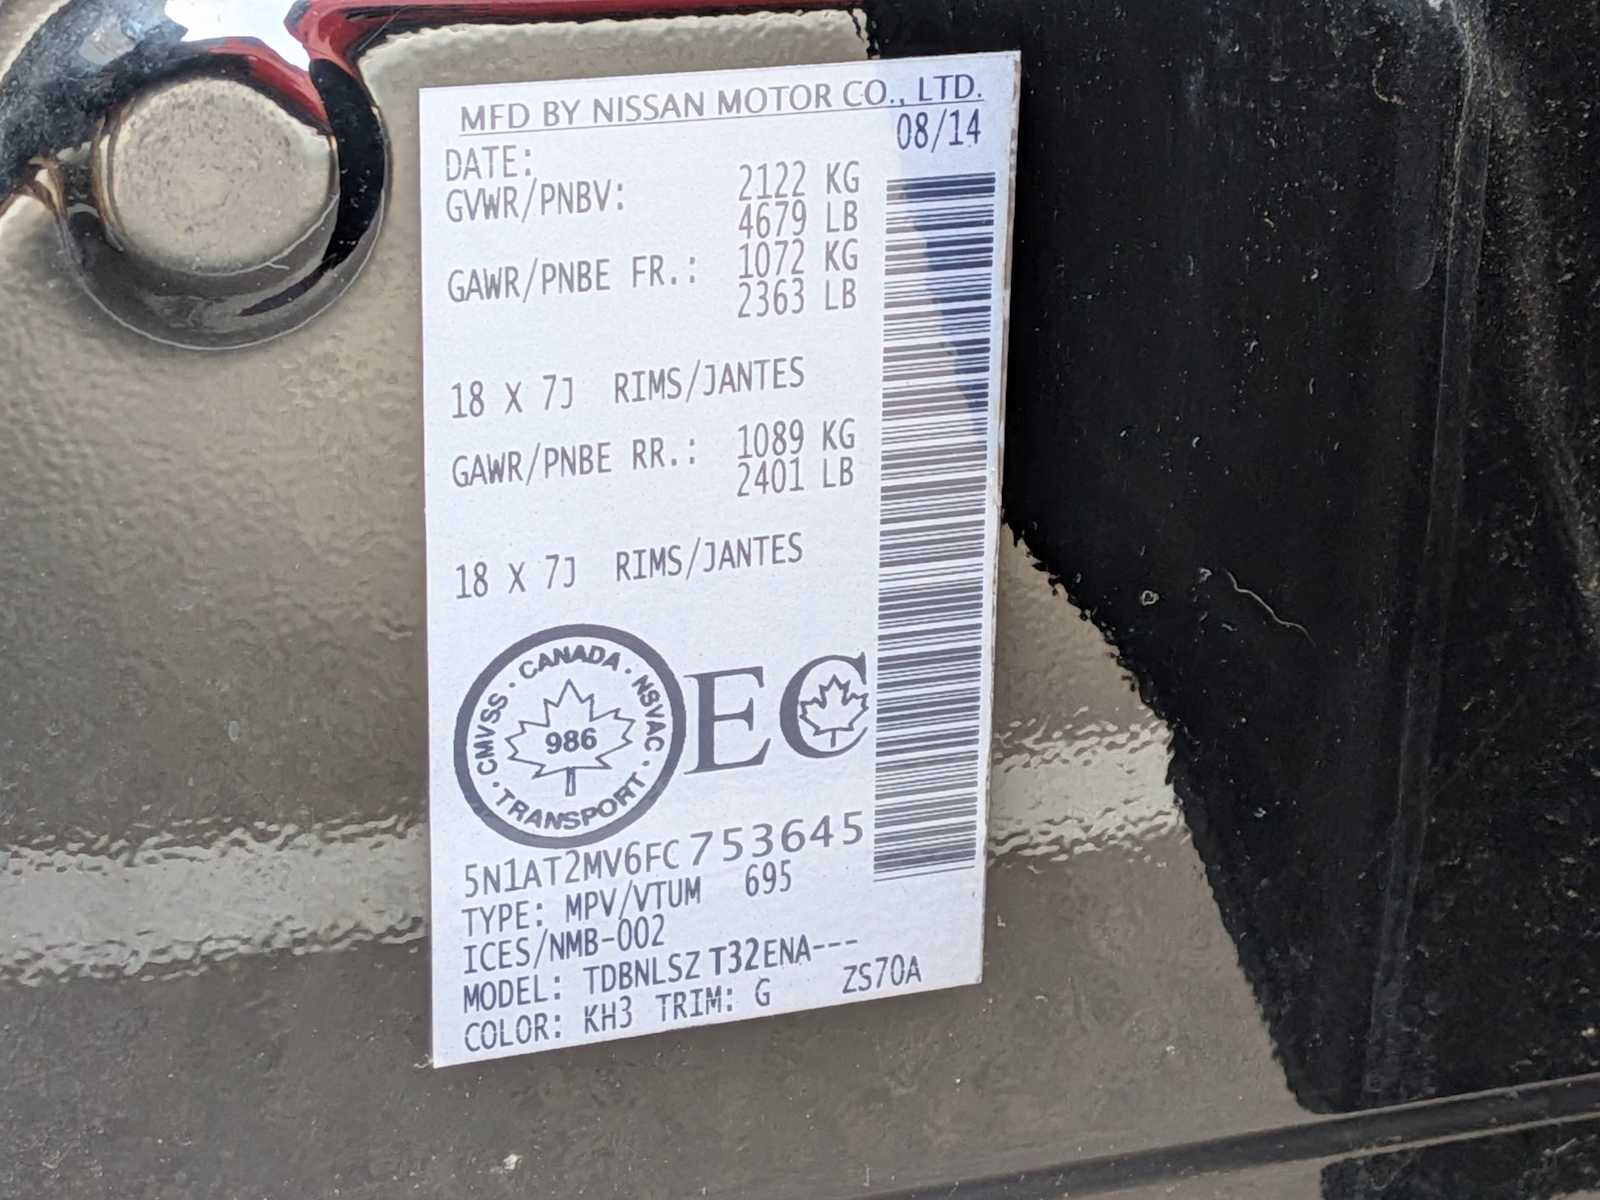 MFD BY NISSAN MOTOR CO., LTD.
DATE: 08/14
GVWR/PNBV: 2122 KG
4679 LB
GAWR/PNBE FR.: 1072 KG
2363 LB
18 X 7J RIMS/JANTES
GAWR/PNBE RR.: 1089 KG
2401 LB
18 X 7J RIMS/JANTES
· CANADA · NSVAC · TRANSPORT · CMVSS
986
EC
5N1AT2MV6FC753645
TYPE: MPV/VTUM 695
ICES/NMB-002
MODEL: TDBNLSZ T32ENA---
COLOR: KH3 TRIM: G ZS70A